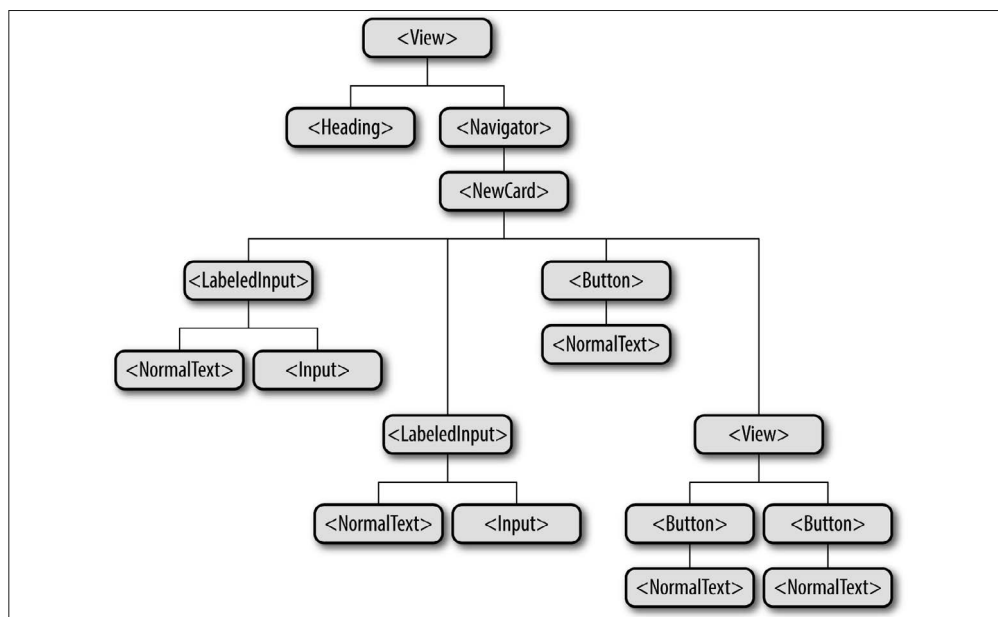 <View>
<Heading> <Navigator>
<NewCard>
<LabeledInput> <Button>
<NormalText>
<NormalText> <Input>
<LabeledInput> <View>
<NormalText> <Input> <Button> <Button>
<NormalText> <NormalText>